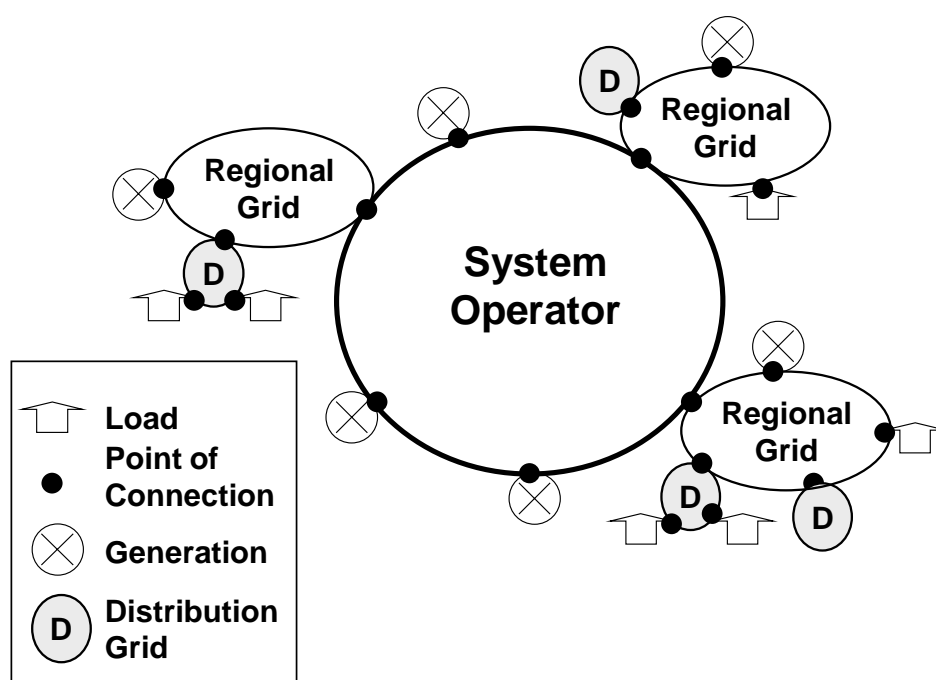 D
Regional
Grid
Regional
Grid
D
System
Operator
Regional
Grid
D
D
Load
Point of
Connection
Generation
D
Distribution
Grid